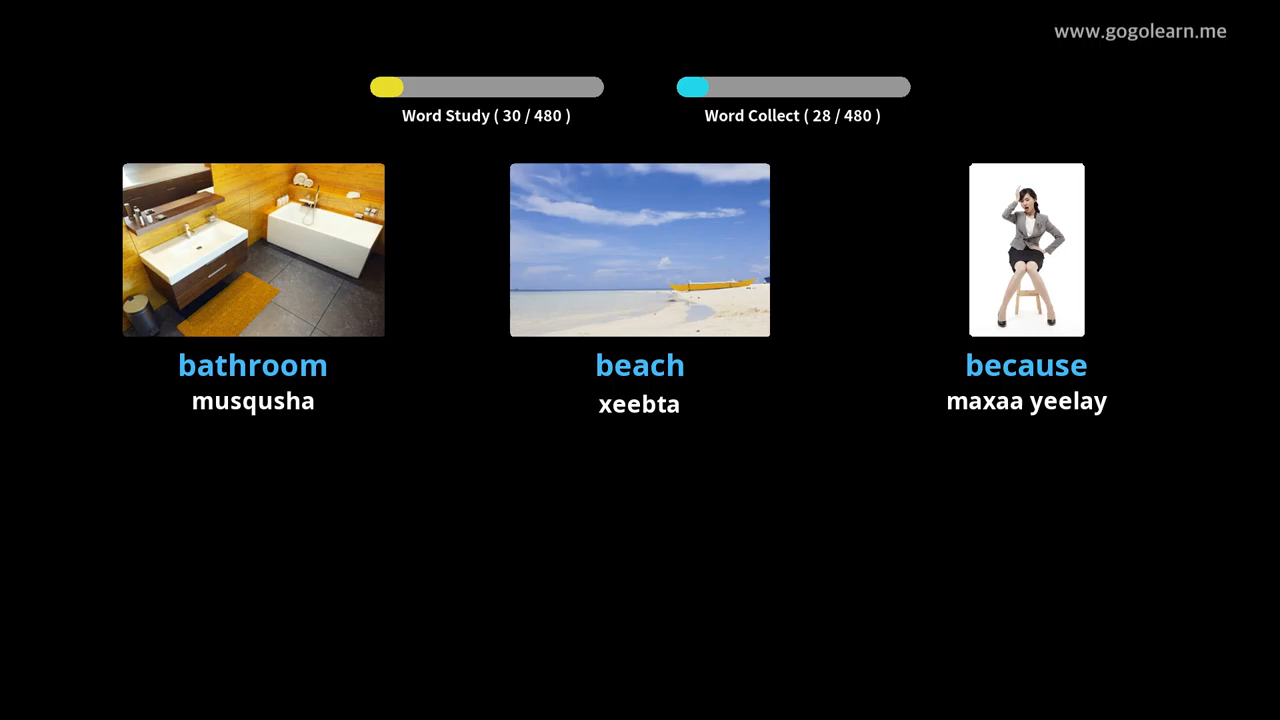 www.gogolearn.me
Word Study ( 30 / 480 )
Word Collect ( 28 / 480 )
bathroom
musqusha
beach
xeebta
because
maxaa yeelay